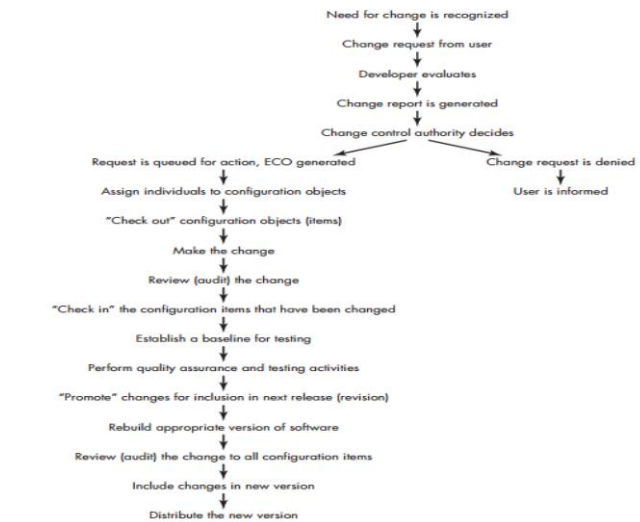 Need for change is recognized
Change request from user
Developer evaluates
Change report is generated
Change control authority decides
Request is queued for action, ECO generated
Change request is denied
Assign individuals to configuration objects
User is informed
"Check out" configuration objects (items)
Make the change
Review (audit) the change
"Check in" the configuration items that have been changed
Establish a baseline for testing
Perform quality assurance and testing activities
"Promote" changes for inclusion in next release (revision)
Rebuild appropriate version of software
Review (audit) the change to all configuration items
Include changes in new version
Distribute the new version